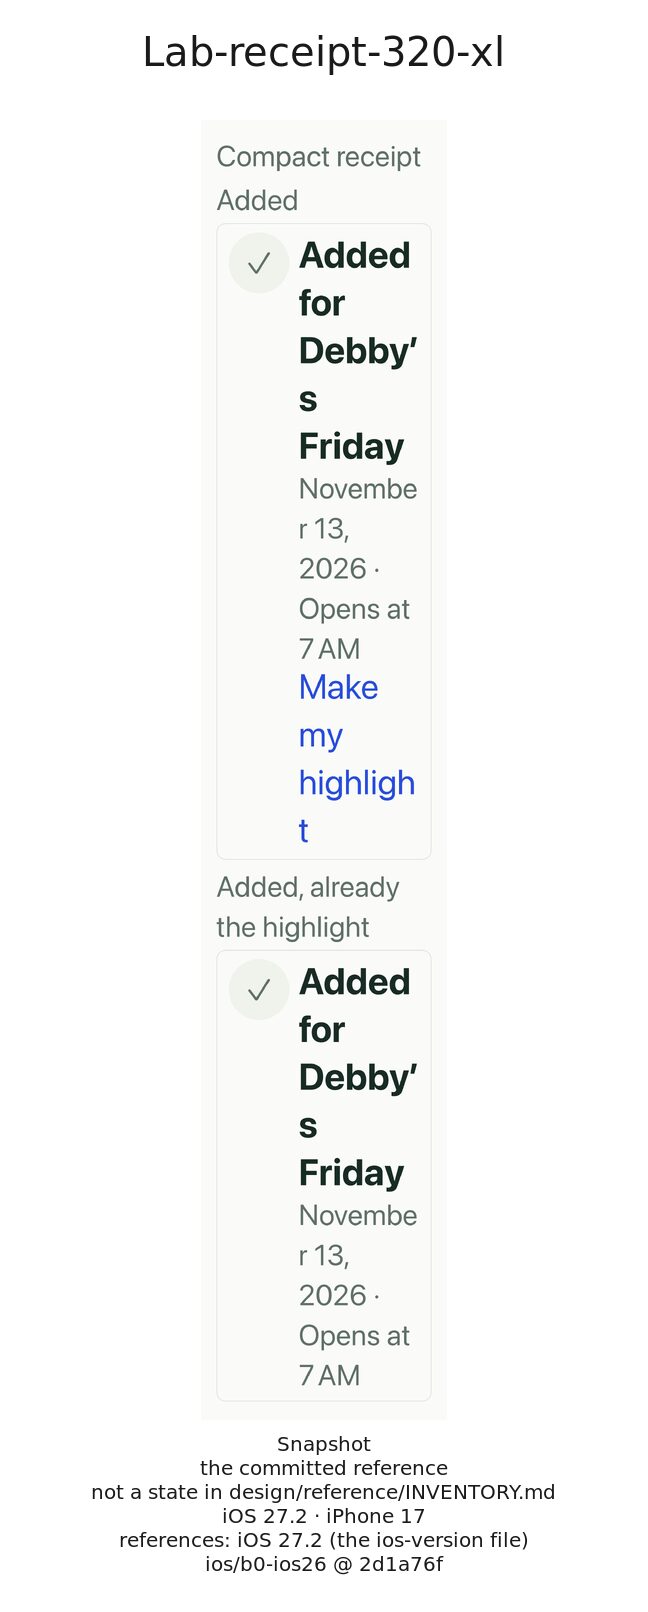 Lab-receipt-320-xl
Compact receipt
Added
Added
for
Debby’
s
Friday
Novembe
r 13,
2026 ·
Opens at
7 AM
Make
my
highligh
t
Added, already
the highlight
Added
for
Debby’
s
Friday
Novembe
r 13,
2026 ·
Opens at
7 AM
Snapshot
the committed reference
not a state in design/reference/INVENTORY.md
iOS 27.2 · iPhone 17
references: iOS 27.2 (the ios-version file)
ios/b0-ios26 @ 2d1a76f